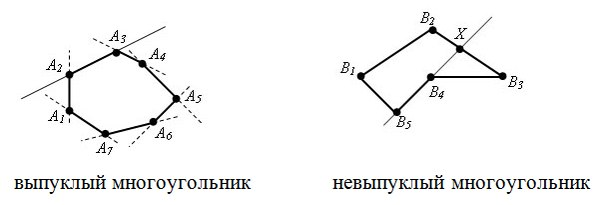 A₃ B₂ X
A₄
A₂ B₁ B₄ B₃
A₅
A₁ A₆ B₅
A₇
выпуклый многоугольник невыпуклый многоугольник